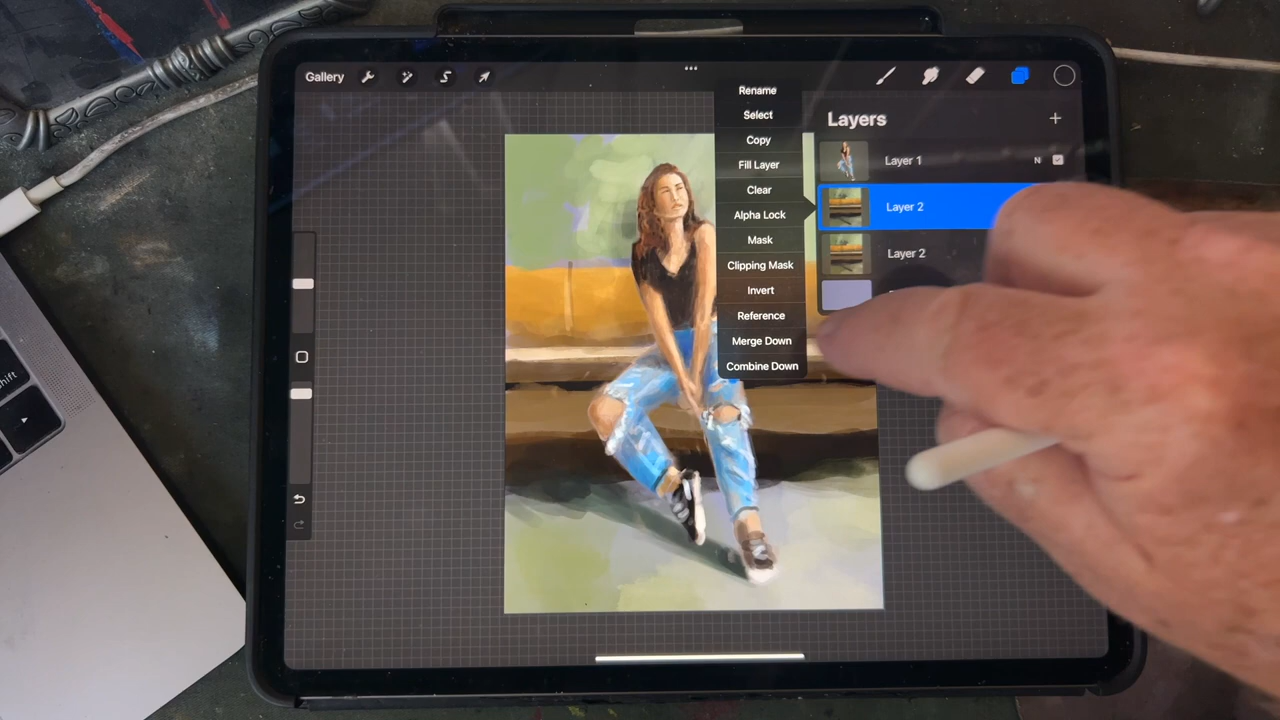 Gallery
Rename
Select
Copy
Fill Layer
Clear
Alpha Lock
Mask
Clipping Mask
Invert
Reference
Merge Down
Combine Down
Layers
Layer 1 N
Layer 2
Layer 2
shift